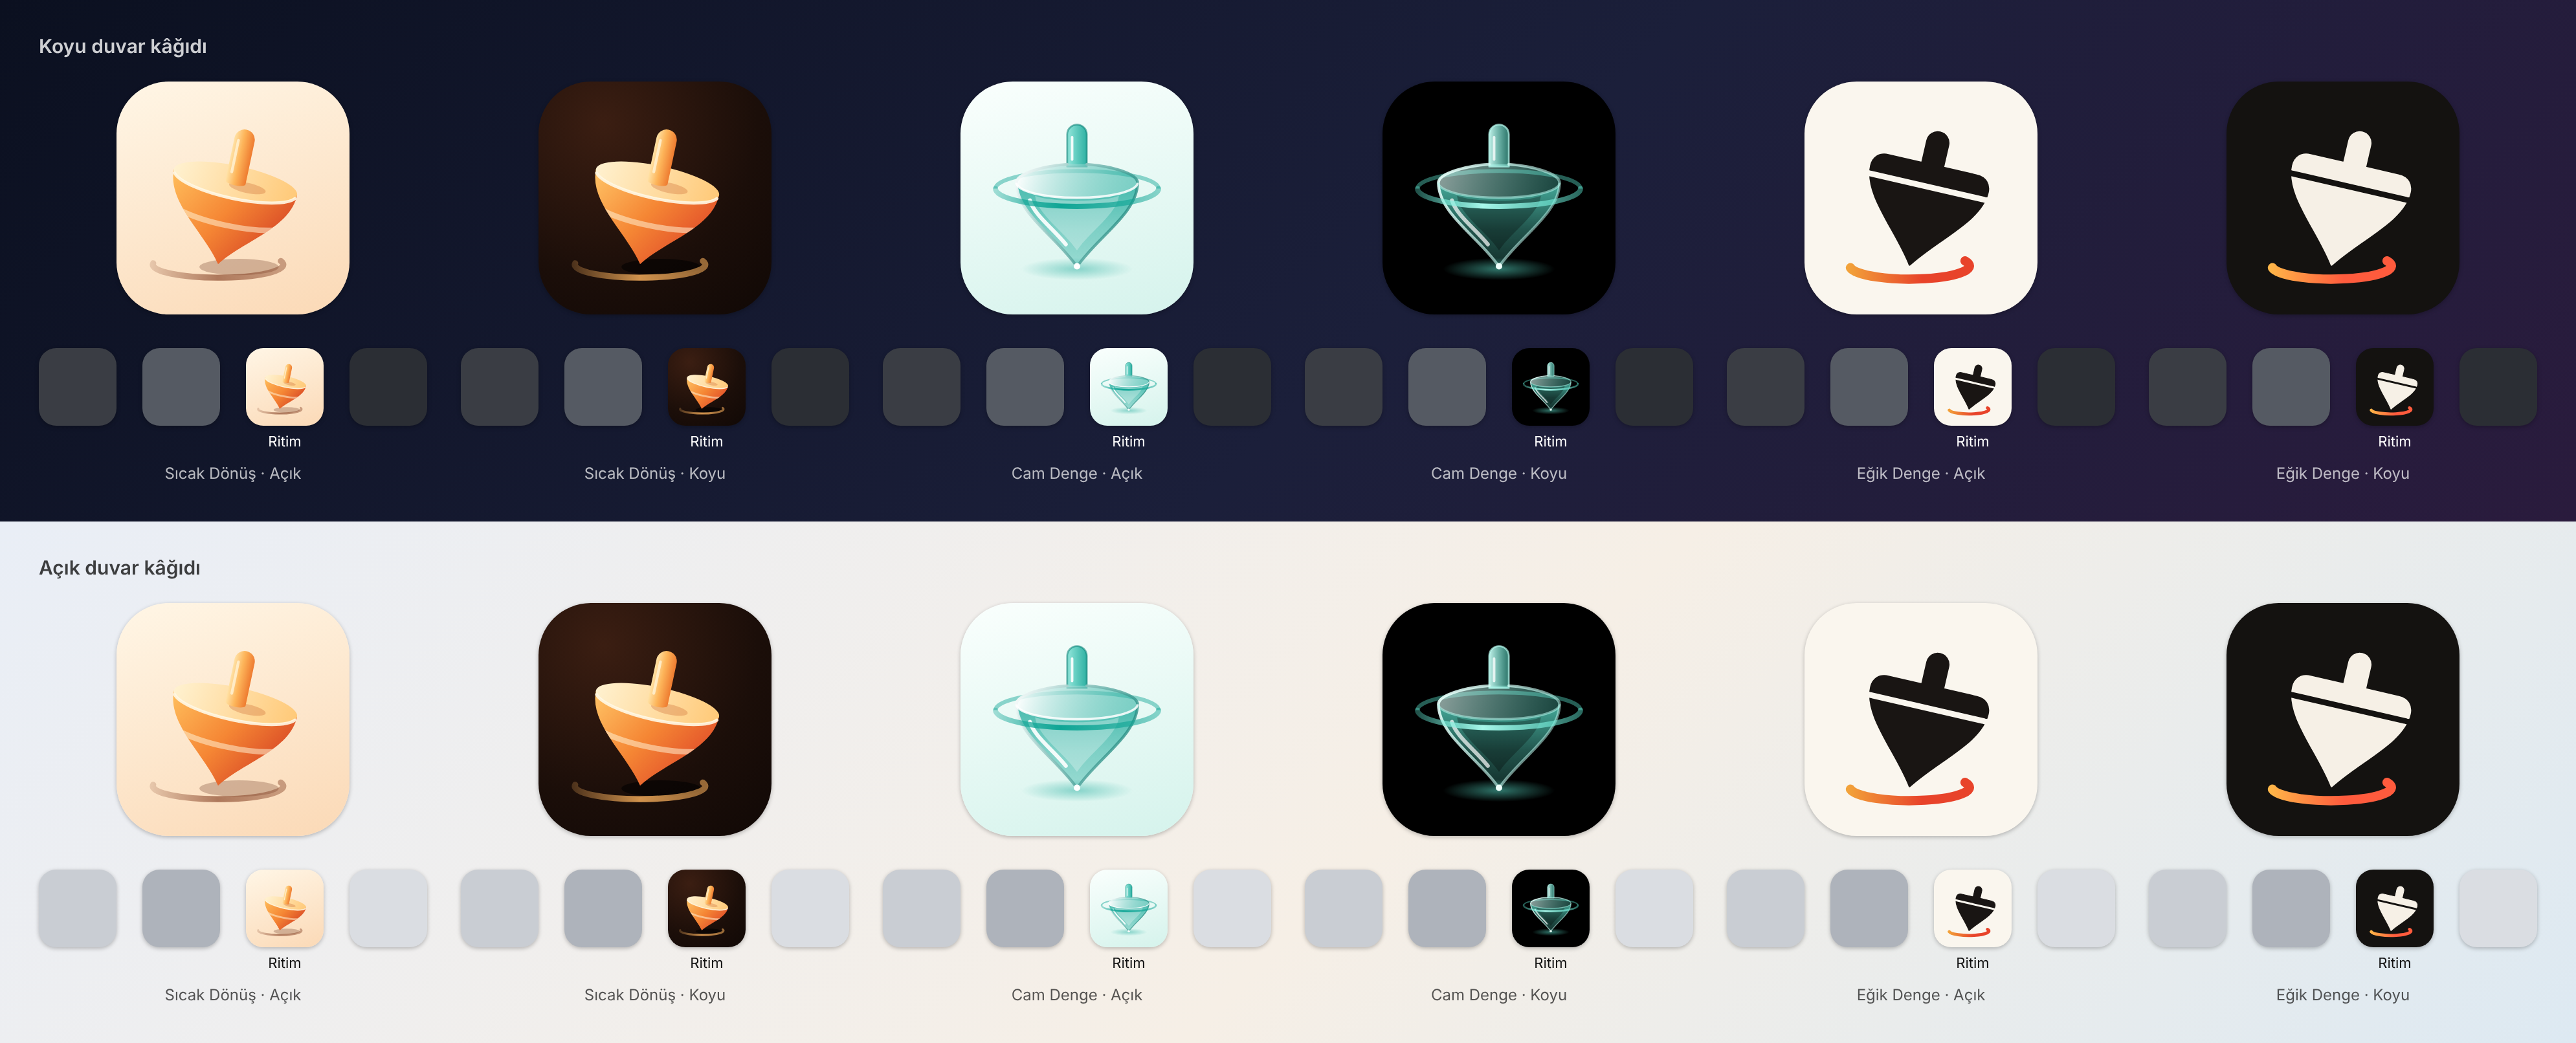 Koyu duvar kâğıdı
Ritim
Ritim
Ritim
Ritim
Ritim
Ritim
Sıcak Dönüş · Açık
Sıcak Dönüş · Koyu
Cam Denge · Açık
Cam Denge · Koyu
Eğik Denge · Açık
Eğik Denge · Koyu
Açık duvar kâğıdı
Ritim
Ritim
Ritim
Ritim
Ritim
Ritim
Sıcak Dönüş · Açık
Sıcak Dönüş · Koyu
Cam Denge · Açık
Cam Denge · Koyu
Eğik Denge · Açık
Eğik Denge · Koyu